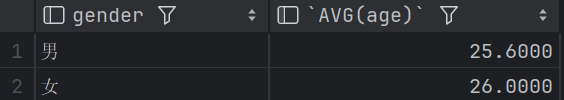 gender `AVG(age)`
1 男 25.6000
2 女 26.0000